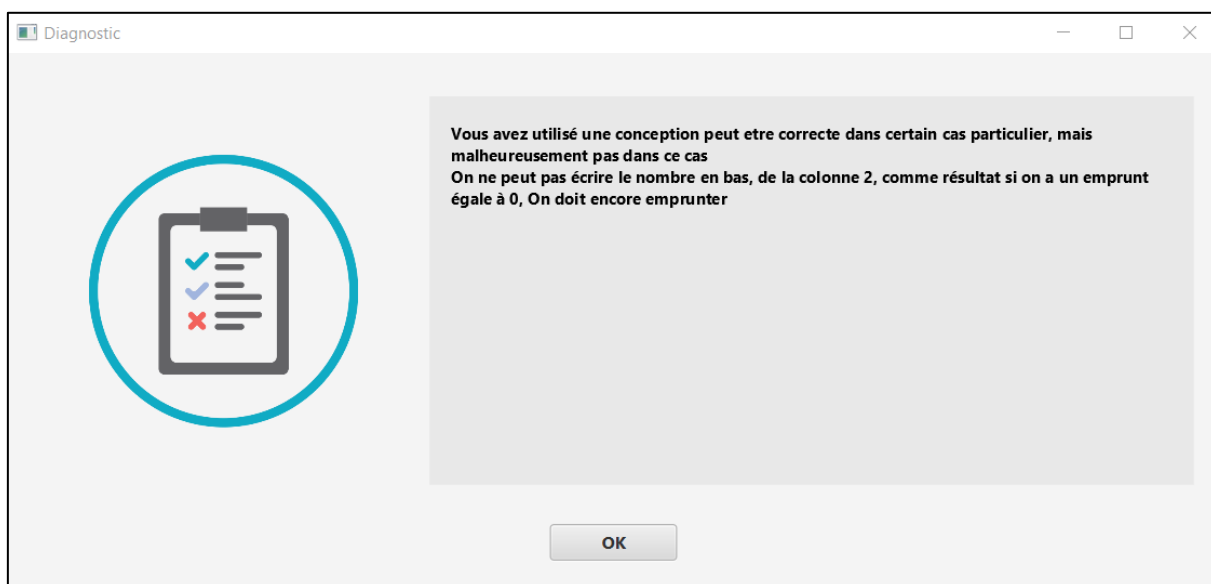 Diagnostic
Vous avez utilisé une conception peut etre correcte dans certain cas particulier, mais
malheureusement pas dans ce cas
On ne peut pas écrire le nombre en bas, de la colonne 2, comme résultat si on a un emprunt
égale à 0, On doit encore emprunter
OK